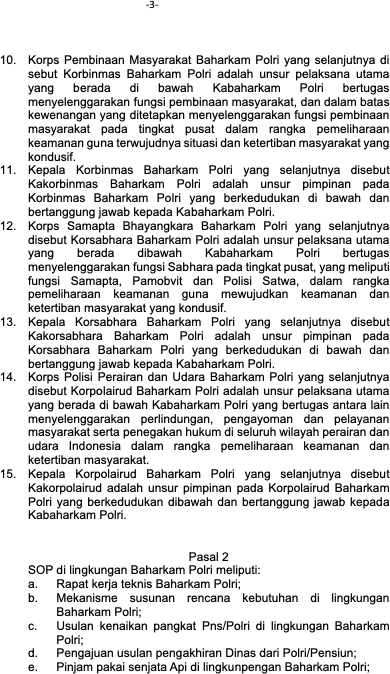 -3-
10. Korps Pembinaan Masyarakat Baharkam Polri yang selanjutnya di
sebut Korbinmas Baharkam Polri adalah unsur pelaksana utama
yang berada di bawah Kabaharkam Polri bertugas
menyelenggarakan fungsi pembinaan masyarakat, dan dalam batas
kewenangan yang ditetapkan menyelenggarakan fungsi pembinaan
masyarakat pada tingkat pusat dalam rangka pemeliharaan
keamanan guna terwujudnya situasi dan ketertiban masyarakat yang
kondusif.
11. Kepala Korbinmas Baharkam Polri yang selanjutnya disebut
Kakorbinmas Baharkam Polri adalah unsur pimpinan pada
Korbinmas Baharkam Polri yang berkedudukan di bawah dan
bertanggung jawab kepada Kabaharkam Polri.
12. Korps Samapta Bhayangkara Baharkam Polri yang selanjutnya
disebut Korsabhara Baharkam Polri adalah unsur pelaksana utama
yang berada dibawah Kabaharkam Polri bertugas
menyelenggarakan fungsi Sabhara pada tingkat pusat, yang meliputi
fungsi Samapta, Pamobvit dan Polisi Satwa, dalam rangka
pemeliharaan keamanan guna mewujudkan keamanan dan
ketertiban masyarakat yang kondusif.
13. Kepala Korsabhara Baharkam Polri yang selanjutnya disebut
Kakorsabhara Baharkam Polri adalah unsur pimpinan pada
Korsabhara Baharkam Polri yang berkedudukan di bawah dan
bertanggung jawab kepada Kabaharkam Polri.
14. Korps Polisi Perairan dan Udara Baharkam Polri yang selanjutnya
disebut Korpolairud Baharkam Polri adalah unsur pelaksana utama
yang berada di bawah Kabaharkam Polri yang bertugas antara lain
menyelenggarakan perlindungan, pengayoman dan pelayanan
masyarakat serta penegakan hukum di seluruh wilayah perairan dan
udara Indonesia dalam rangka pemeliharaan keamanan dan
ketertiban masyarakat.
15. Kepala Korpolairud Baharkam Polri yang selanjutnya disebut
Kakorpolairud adalah unsur pimpinan pada Korpolairud Baharkam
Polri yang berkedudukan dibawah dan bertanggung jawab kepada
Kabaharkam Polri.
Pasal 2
SOP di lingkungan Baharkam Polri meliputi:
a. Rapat kerja teknis Baharkam Polri;
b. Mekanisme susunan rencana kebutuhan di lingkungan
Baharkam Polri;
c. Usulan kenaikan pangkat Pns/Polri di lingkungan Baharkam
Polri;
d. Pengajuan usulan pengakhiran Dinas dari Polri/Pensiun;
e. Pinjam pakai senjata Api di lingkunpengan Baharkam Polri;